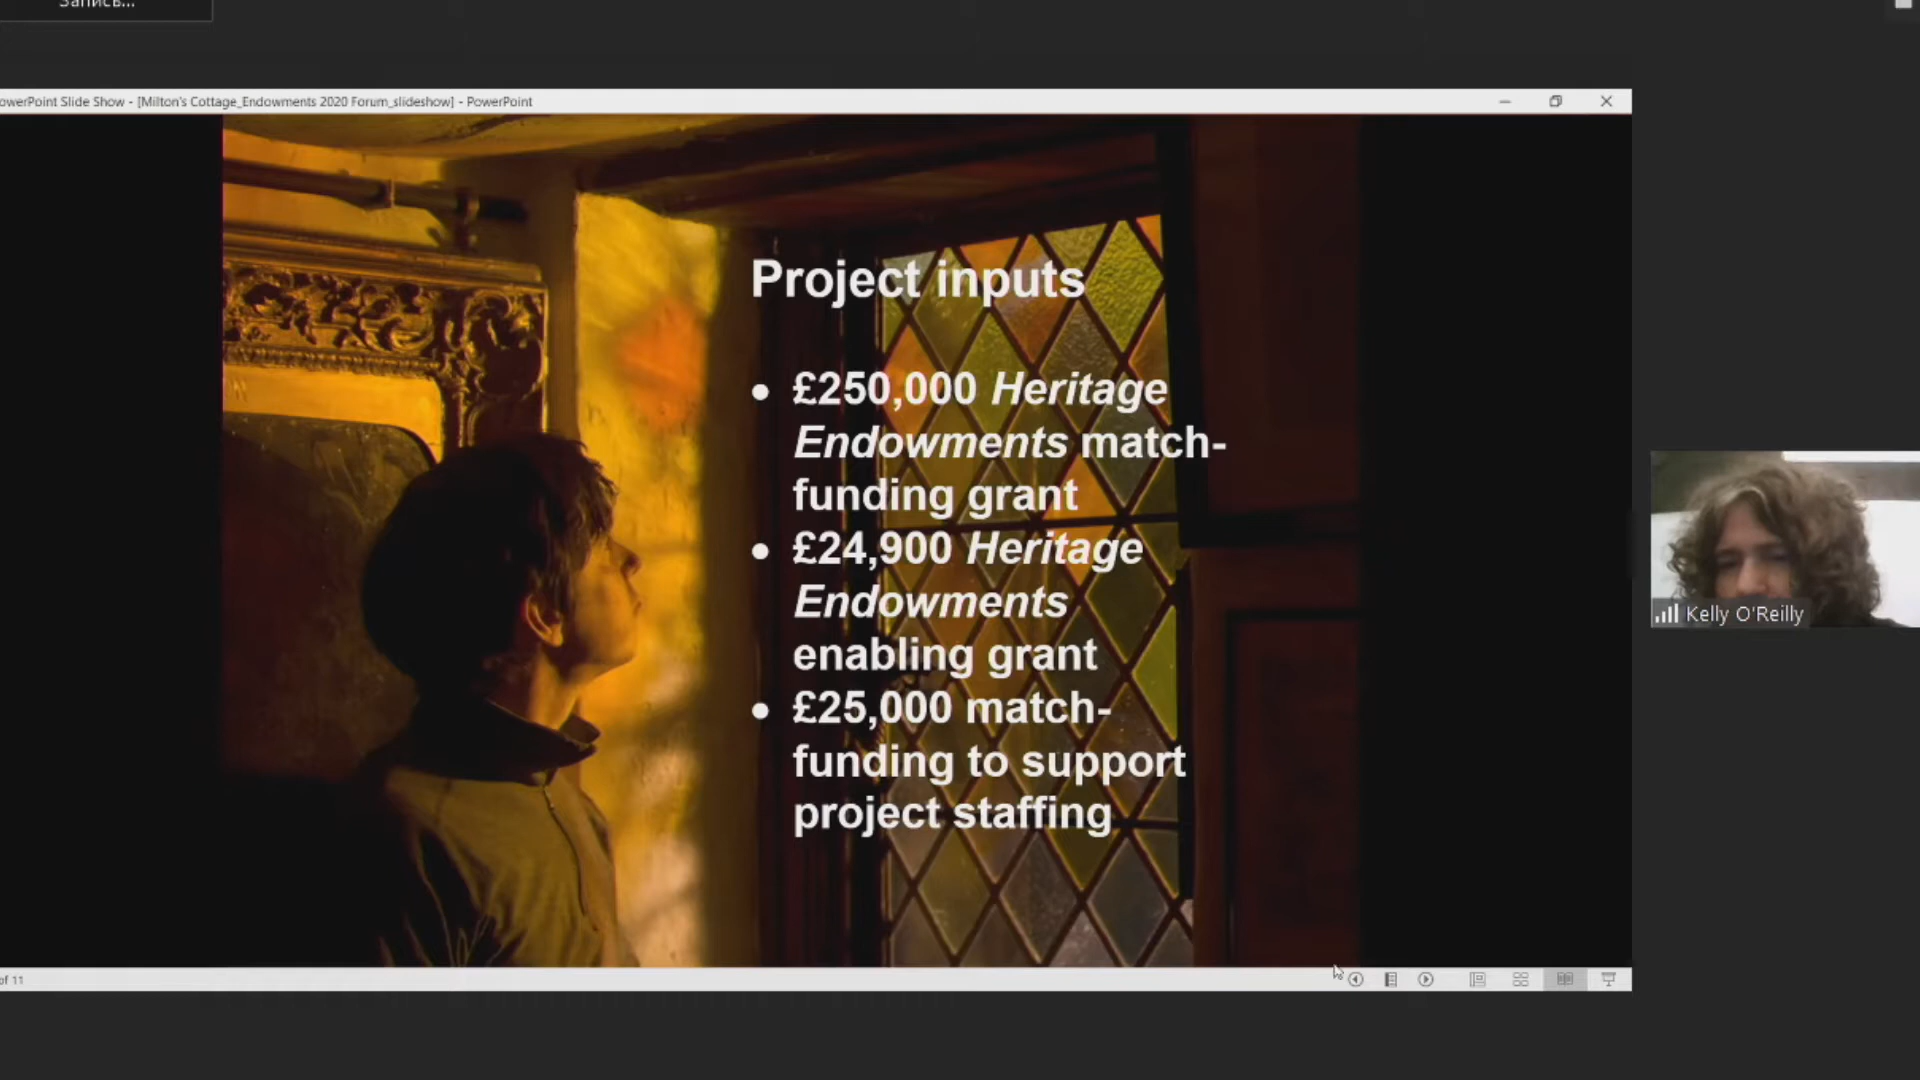 Запись...
owerPoint Slide Show - [Milton's Cottage_Endowments 2020 Forum_slideshow] - PowerPoint
Project inputs
• £250,000 Heritage
Endowments match-
funding grant
• £24,900 Heritage
Endowments
enabling grant
• £25,000 match-
funding to support
project staffing
Kelly O'Reilly
of 11